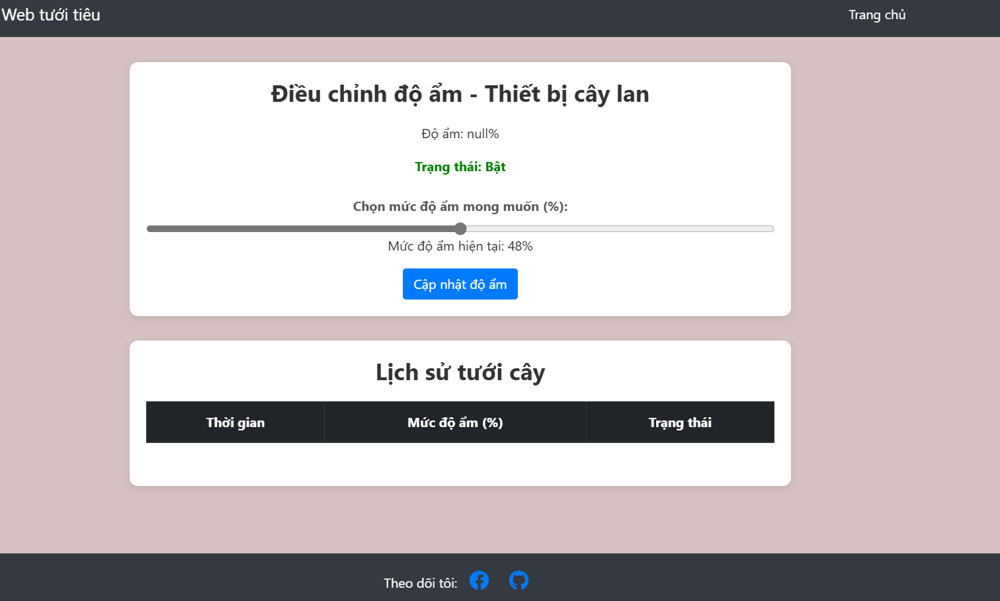 Web tưới tiêu
Trang chủ
Điều chỉnh độ ẩm - Thiết bị cây lan
Độ ẩm: null%
Trạng thái: Bật
Chọn mức độ ẩm mong muốn (%):
Mức độ ẩm hiện tại: 48%
Cập nhật độ ẩm
Lịch sử tưới cây
Thời gian Mức độ ẩm (%) Trạng thái
Theo dõi tôi: